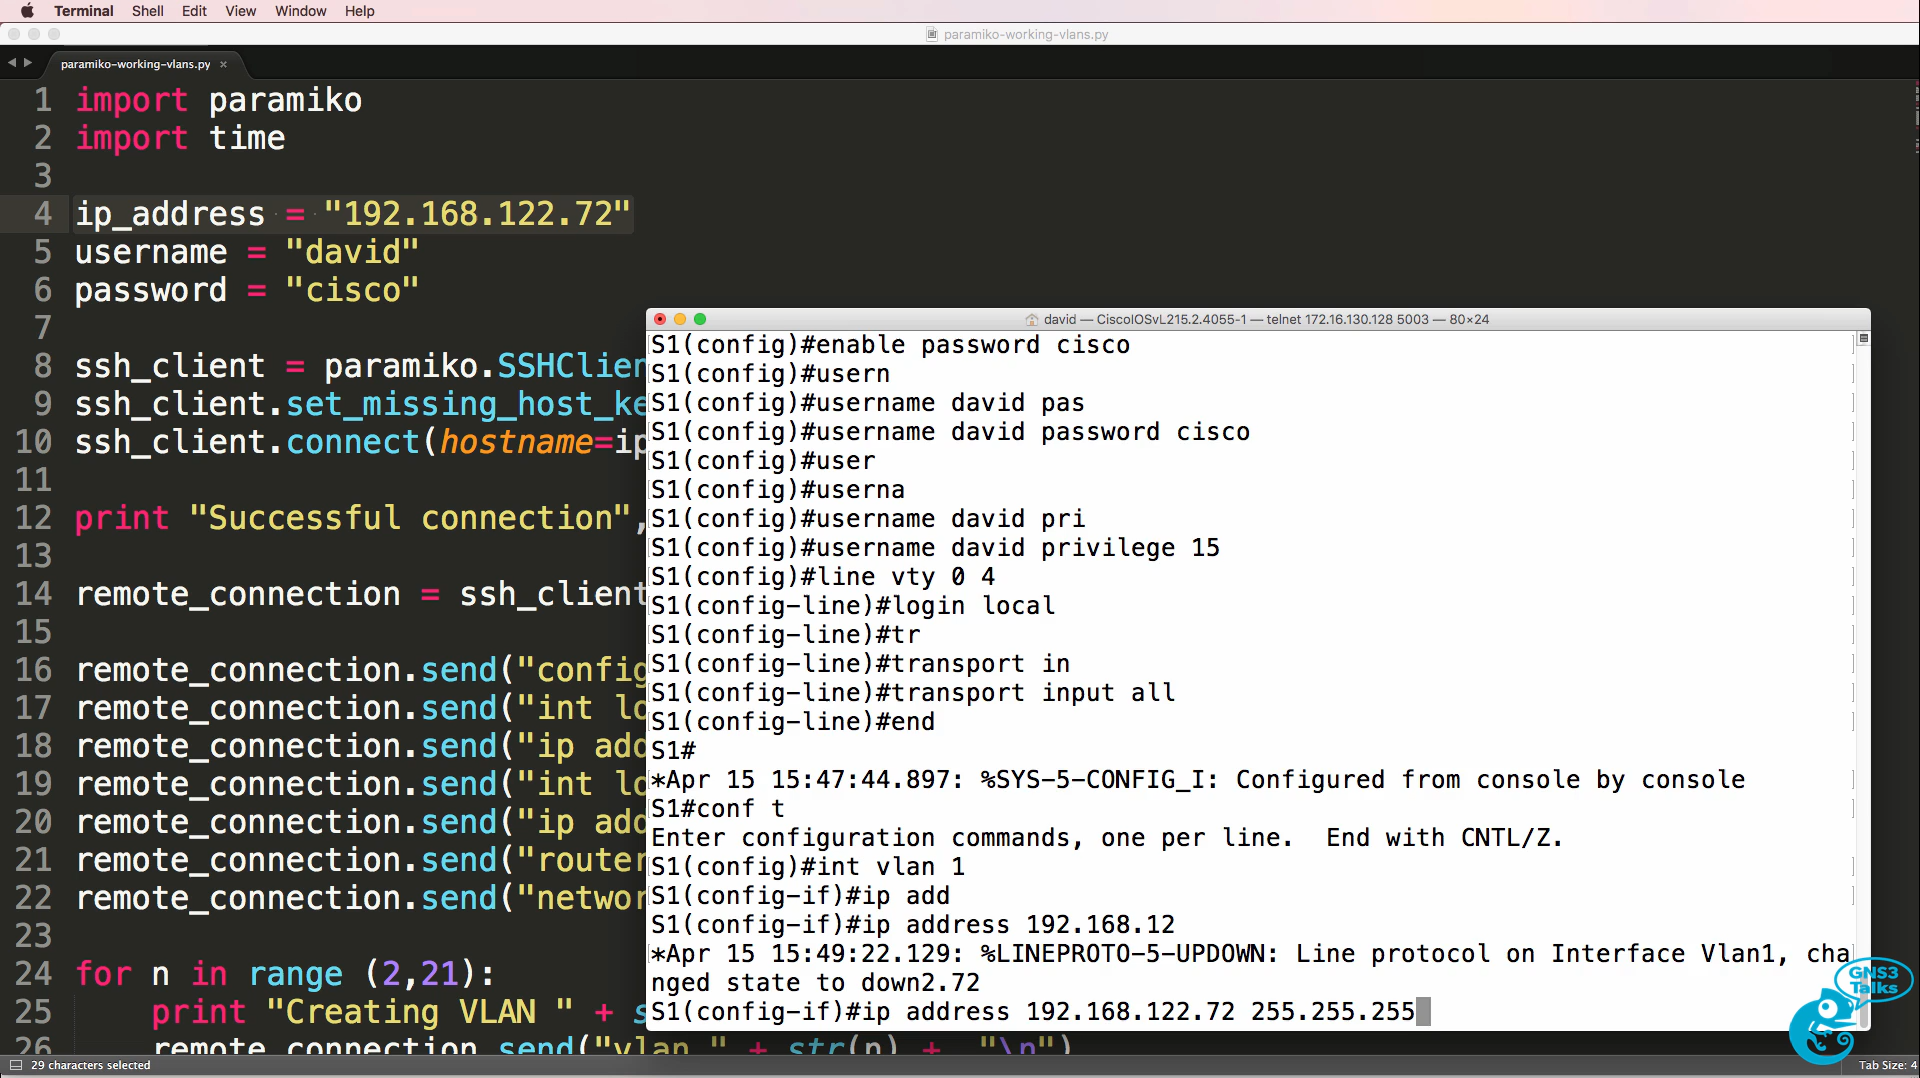 Terminal Shell Edit View Window Help
paramiko-working-vlans.py
paramiko-working-vlans.py ×
1 import paramiko
2 import time
3
4 ip_address = "192.168.122.72"
5 username = "david"
6 password = "cisco"
7
8 ssh_client = paramiko.SSHClien
9 ssh_client.set_missing_host_ke
10 ssh_client.connect(hostname=ip
11
12 print "Successful connection",
13
14 remote_connection = ssh_client
15
16 remote_connection.send("config
17 remote_connection.send("int lo
18 remote_connection.send("ip add
19 remote_connection.send("int lo
20 remote_connection.send("ip add
21 remote_connection.send("router
22 remote_connection.send("networ
23
24 for n in range (2,21):
25 print "Creating VLAN " + s
26 remote_connection.send("vlan " + str(n) + "\n")
29 characters selected
Tab Size: 4
david — CiscoIOSvL215.2.4055-1 — telnet 172.16.130.128 5003 — 80×24
S1(config)#enable password cisco
S1(config)#usern
S1(config)#username david pas
S1(config)#username david password cisco
S1(config)#user
S1(config)#userna
S1(config)#username david pri
S1(config)#username david privilege 15
S1(config)#line vty 0 4
S1(config-line)#login local
S1(config-line)#tr
S1(config-line)#transport in
S1(config-line)#transport input all
S1(config-line)#end
S1#
*Apr 15 15:47:44.897: %SYS-5-CONFIG_I: Configured from console by console
S1#conf t
Enter configuration commands, one per line. End with CNTL/Z.
S1(config)#int vlan 1
S1(config-if)#ip add
S1(config-if)#ip address 192.168.12
*Apr 15 15:49:22.129: %LINEPROTO-5-UPDOWN: Line protocol on Interface Vlan1, cha
nged state to down2.72
S1(config-if)#ip address 192.168.122.72 255.255.255
GNS3
Talks